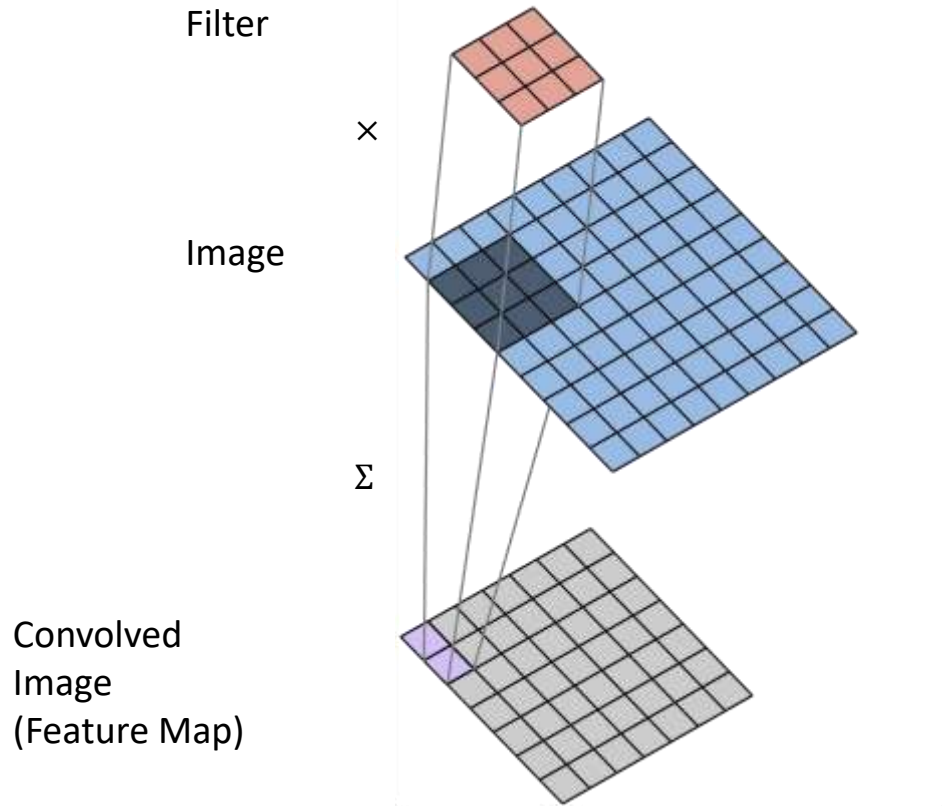 Filter
×
Image
Σ
Convolved
Image
(Feature Map)